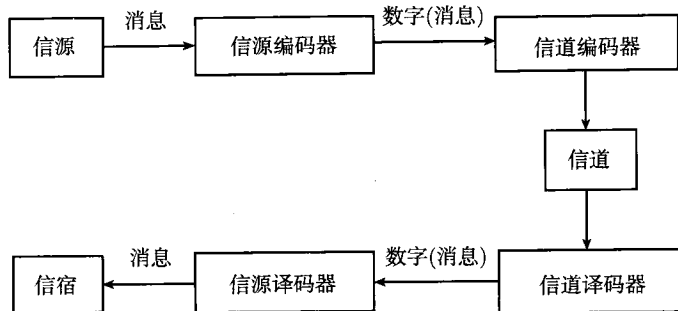 消息
数字(消息)
信源
信源编码器
信道编码器
信道
消息
数字(消息)
信宿
信源译码器
信道译码器